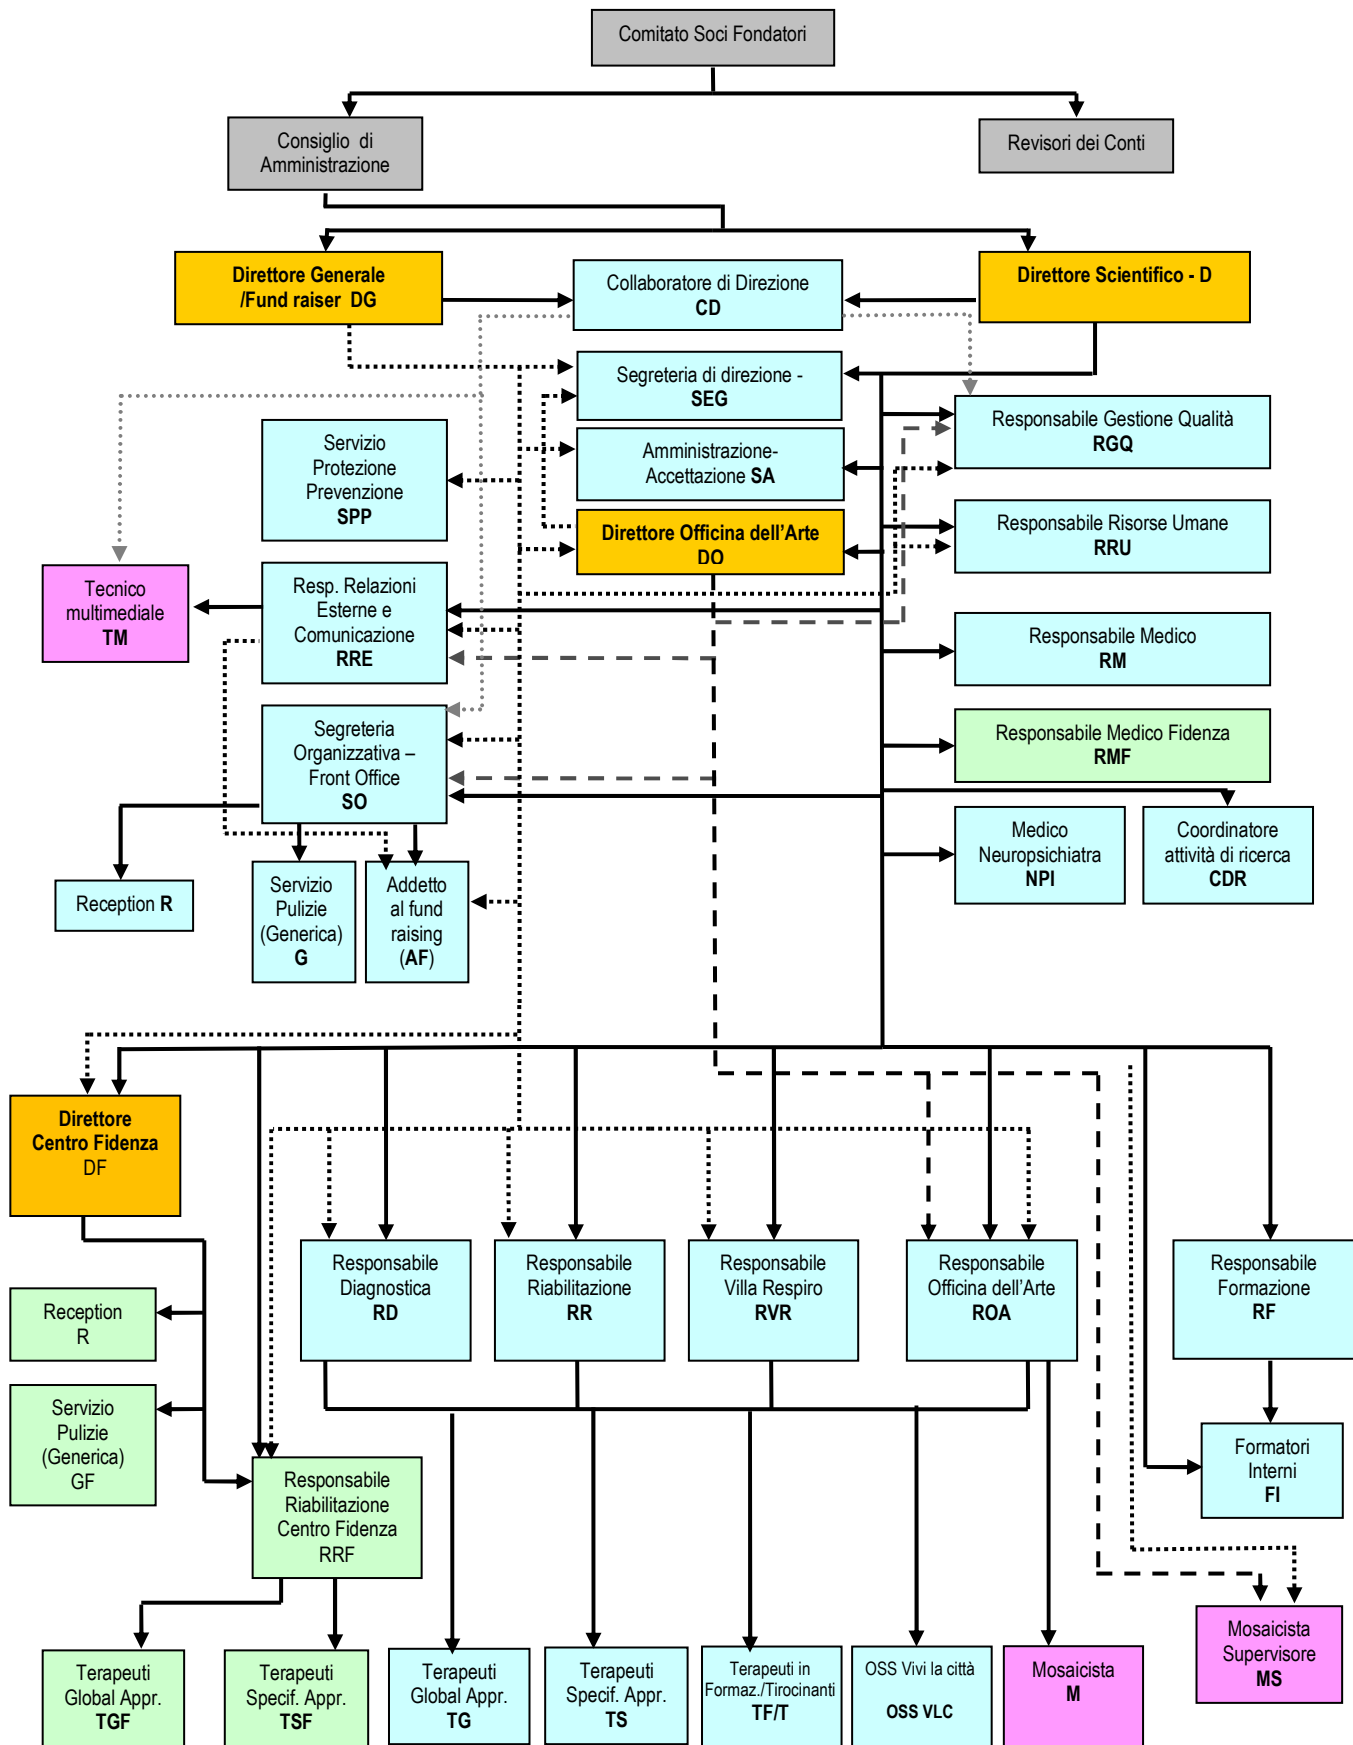 Comitato Soci Fondatori
Consiglio di
Amministrazione
Revisori dei Conti
Direttore Generale
/Fund raiser DG
Collaboratore di Direzione
CD
Direttore Scientifico - D
Segreteria di direzione -
SEG
Responsabile Gestione Qualità
RGQ
Servizio
Protezione
Prevenzione
SPP
Amministrazione-
Accettazione SA
Direttore Officina dell'Arte
DO
Responsabile Risorse Umane
RRU
Tecnico
multimediale
TM
Resp. Relazioni
Esterne e
Comunicazione
RRE
Responsabile Medico
RM
Segreteria
Organizzativa –
Front Office
SO
Responsabile Medico Fidenza
RMF
Medico
Neuropsichiatra
NPI
Coordinatore
attività di ricerca
CDR
Reception R
Servizio
Pulizie
(Generica)
G
Addetto
al fund
raising
(AF)
Direttore
Centro Fidenza
DF
Responsabile
Diagnostica
RD
Responsabile
Riabilitazione
RR
Responsabile
Villa Respiro
RVR
Responsabile
Officina dell'Arte
ROA
Responsabile
Formazione
RF
Reception
R
Servizio
Pulizie
(Generica)
GF
Responsabile
Riabilitazione
Centro Fidenza
RRF
Formatori
Interni
FI
Terapeuti
Global Appr.
TGF
Terapeuti
Specif. Appr.
TSF
Terapeuti
Global Appr.
TG
Terapeuti
Specif. Appr.
TS
Terapeuti in
Formaz./Tirocinanti
TF/T
OSS Vivi la città
OSS VLC
Mosaicista
M
Mosaicista
Supervisore
MS